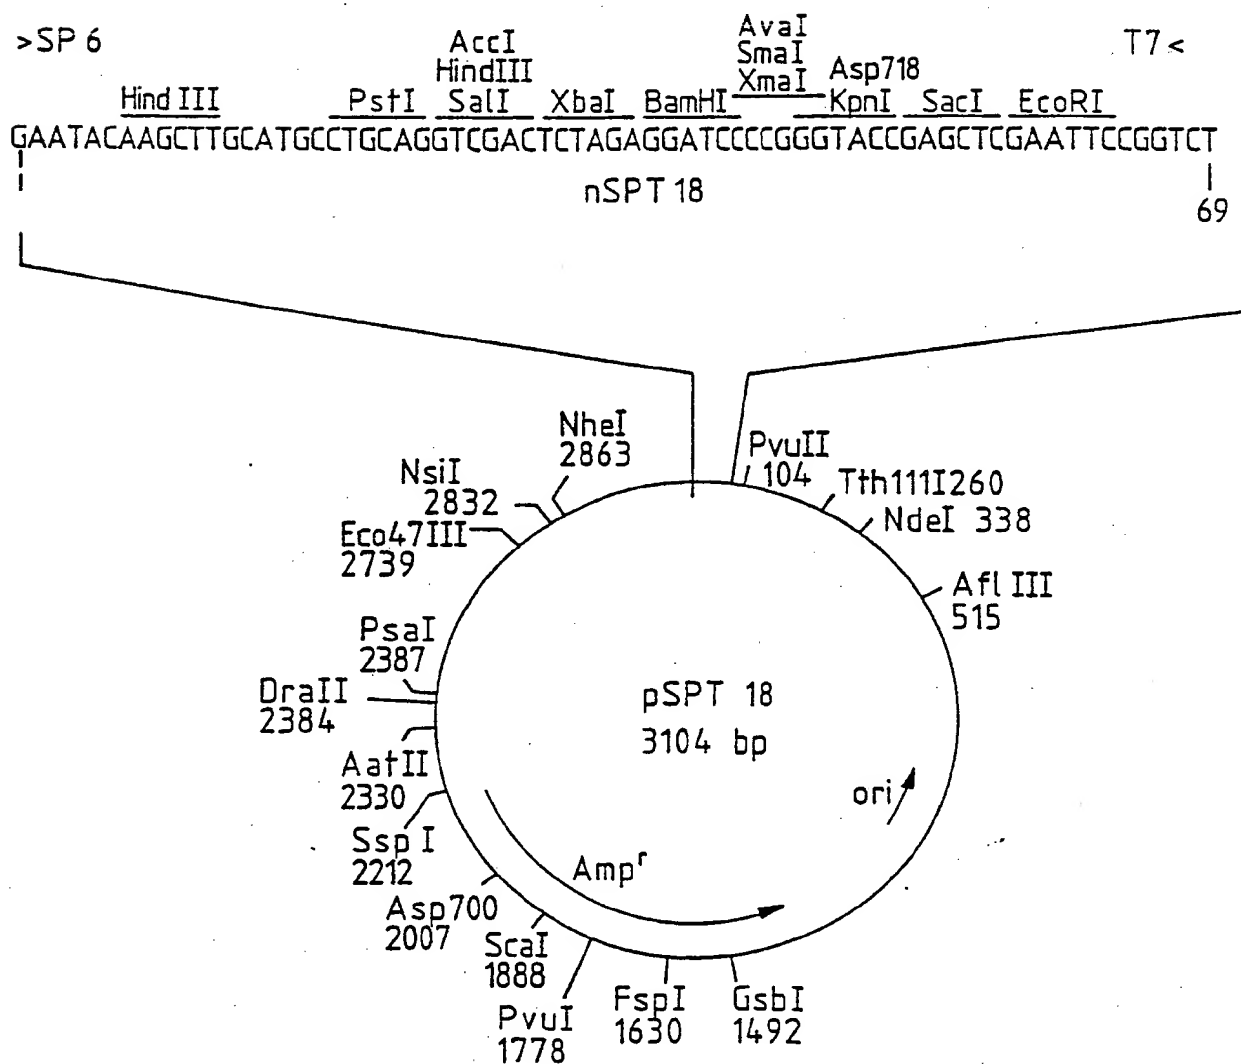 >SP 6
AccI
HindIII
AvaI
SmaI
XmaI
T7 <
Hind III
PstI
SalI
XbaI
BamHI
Asp718
KpnI
SacI
EcoRI
GAATACAAGCTTGCATGCCTGCAGGTCGACTCTAGAGGATCCCCGGGTACCGAGCTCGAATTCCGGTCT
nSPT 18
69
NheI
2863
NsiI
2832
Eco47III
2739
PsaI
2387
DraII
2384
AatII
2330
Ssp I
2212
Asp700
2007
ScaI
1888
PvuI
1778
FspI
1630
GsbI
1492
PvuII
104
Tth111I260
NdeI 338
Afl III
515
pSPT 18
3104 bp
ori
Ampʳ